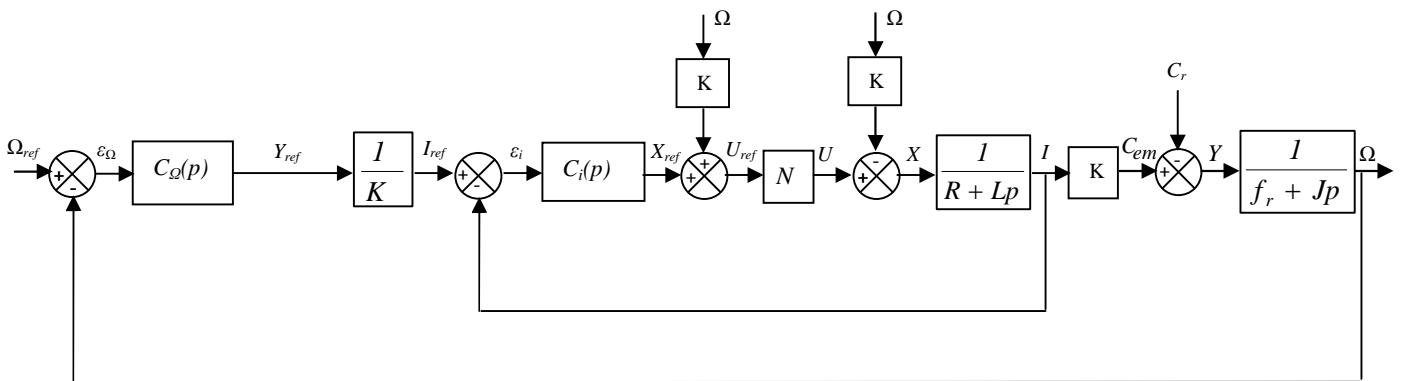 Ω
Ω
K
K
C_r
Ω_ref
+
-
ε_Ω
C_Ω(p)
Y_ref
1
K
I_ref
+
-
ε_i
C_i(p)
X_ref
+
+
U_ref
N
U
-
+
X
1
R + Lp
I
K
C_em
-
+
Y
1
f_r + Jp
Ω